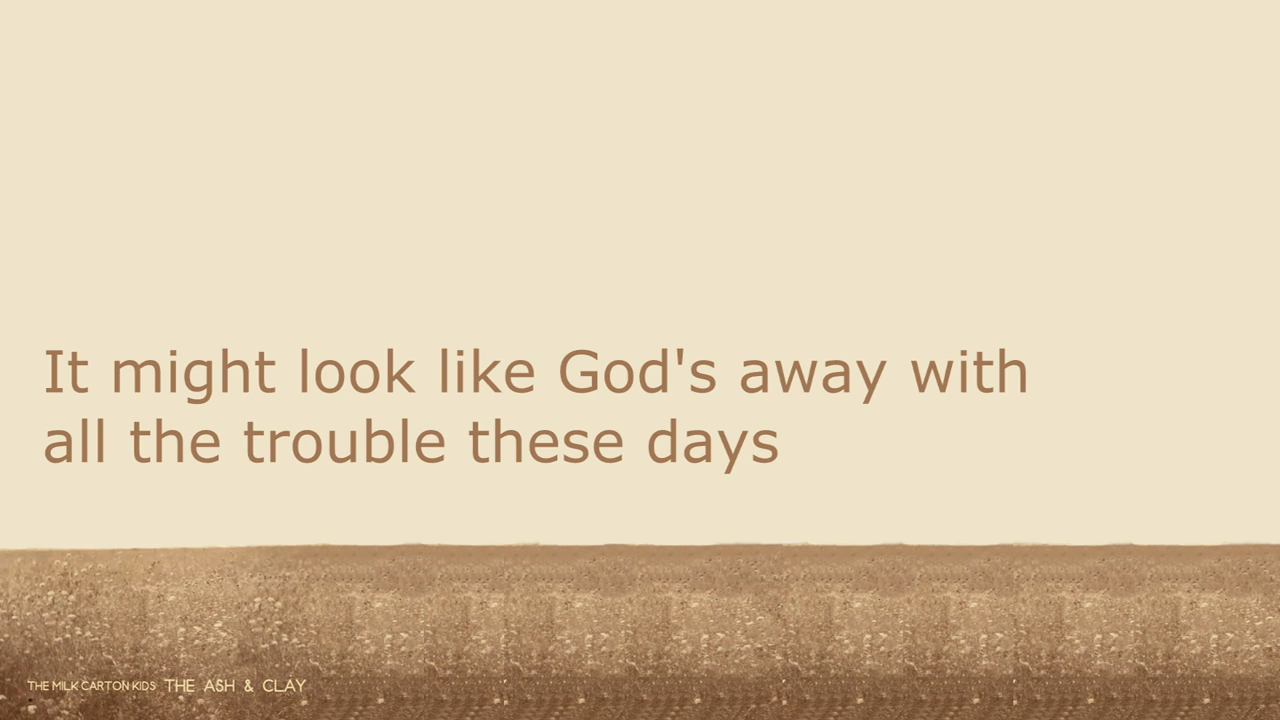 It might look like God's away with
all the trouble these days
THE MILK CARTON KIDS THE ASH & CLAY